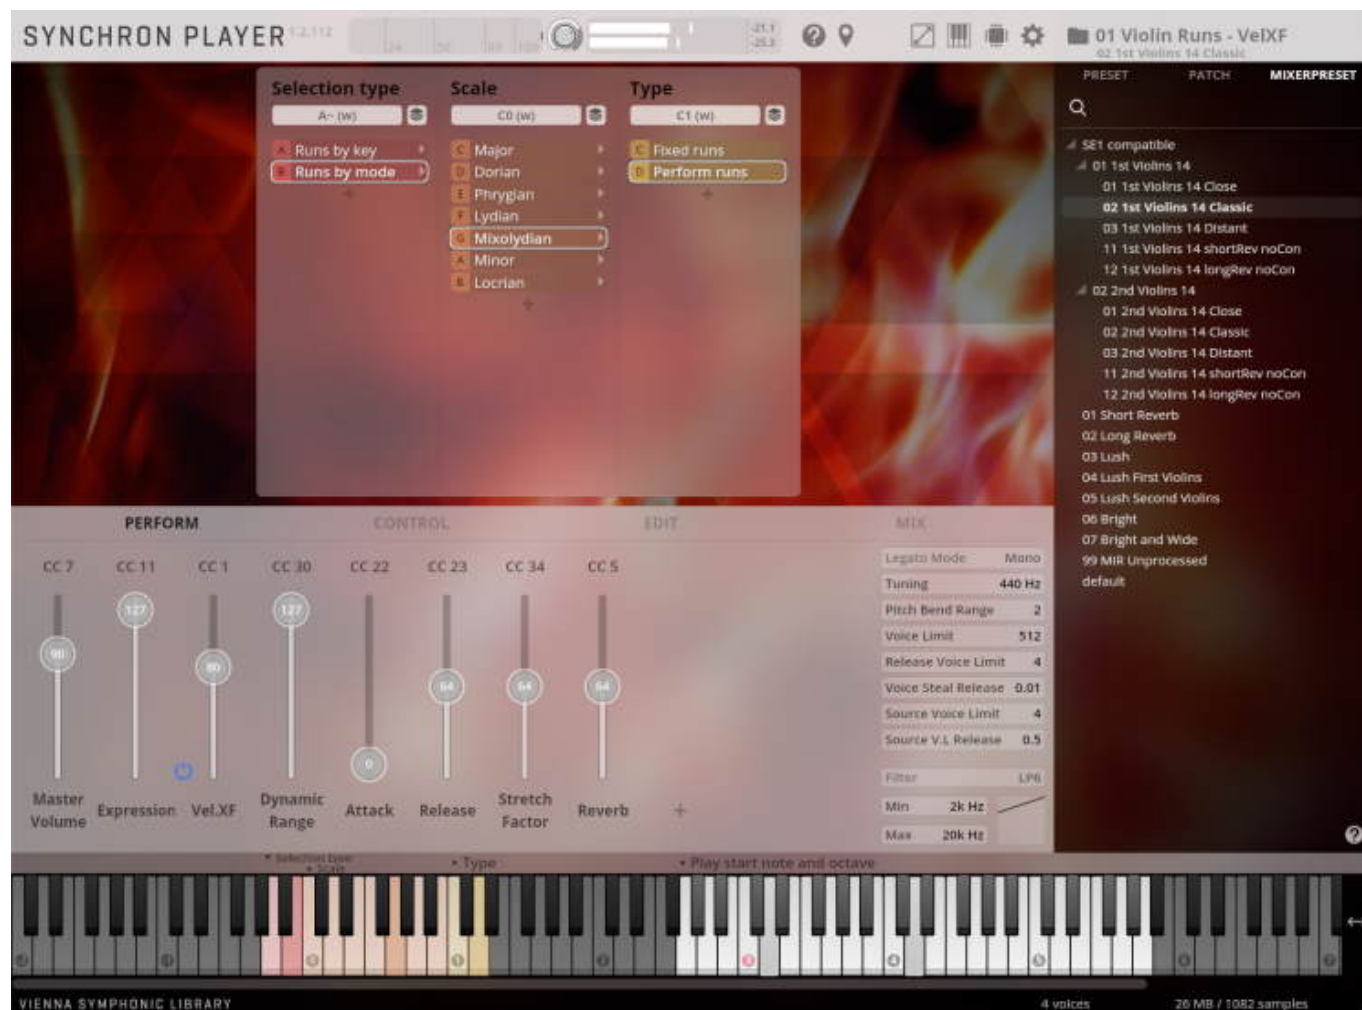 SYNCHRON PLAYER
01 Violin Runs - VelXF
02 1st Violins 14 Classic
PRESET PATCH MIXERPRESET
Selection type Scale Type
C0 (w) C1 (w)
Runs by key
Runs by mode
Major
Dorian
Phrygian
Lydian
Mixolydian
Minor
Locrian
Fixed runs
Perform runs
SE1 compatible
01 1st Violins 14
01 1st Violins 14 Close
02 1st Violins 14 Classic
03 1st Violins 14 Distant
11 1st Violins 14 shortRev noCon
12 1st Violins 14 longRev noCon
02 2nd Violins 14
01 2nd Violins 14 Close
02 2nd Violins 14 Classic
03 2nd Violins 14 Distant
11 2nd Violins 14 shortRev noCon
12 2nd Violins 14 longRev noCon
01 Short Reverb
02 Long Reverb
03 Lush
04 Lush First Violins
05 Lush Second Violins
06 Bright
07 Bright and Wide
99 MIR Unprocessed
default
PERFORM CONTROL EDIT MIX
CC 7 CC 11 CC 1 CC 30 CC 22 CC 23 CC 34 CC 5
127 127
90 80 64 64 64
0
Master Volume
Expression
Vel.XF
Dynamic Range
Attack
Release
Stretch Factor
Reverb
Legato Mode Mono
Tuning 440 Hz
Pitch Bend Range 2
Voice Limit 512
Release Voice Limit 4
Voice Steal Release 0.01
Source Voice Limit 4
Source V.L Release 0.5
Filter LP6
Min 2k Hz
Max 20k Hz
Selection type
Scale
Type
Play start note and octave
VIENNA SYMPHONIC LIBRARY
4 voices
26 MB / 1082 samples